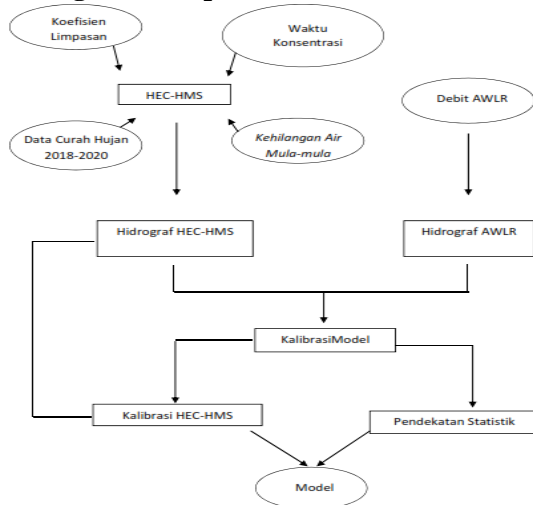 Koefisien
Limpasan
Waktu
Konsentrasi
HEC-HMS
Debit AWLR
Data Curah Hujan
2018-2020
Kehilangan Air
Mula-mula
Hidrograf HEC-HMS
Hidrograf AWLR
KalibrasiModel
Kalibrasi HEC-HMS
Pendekatan Statistik
Model